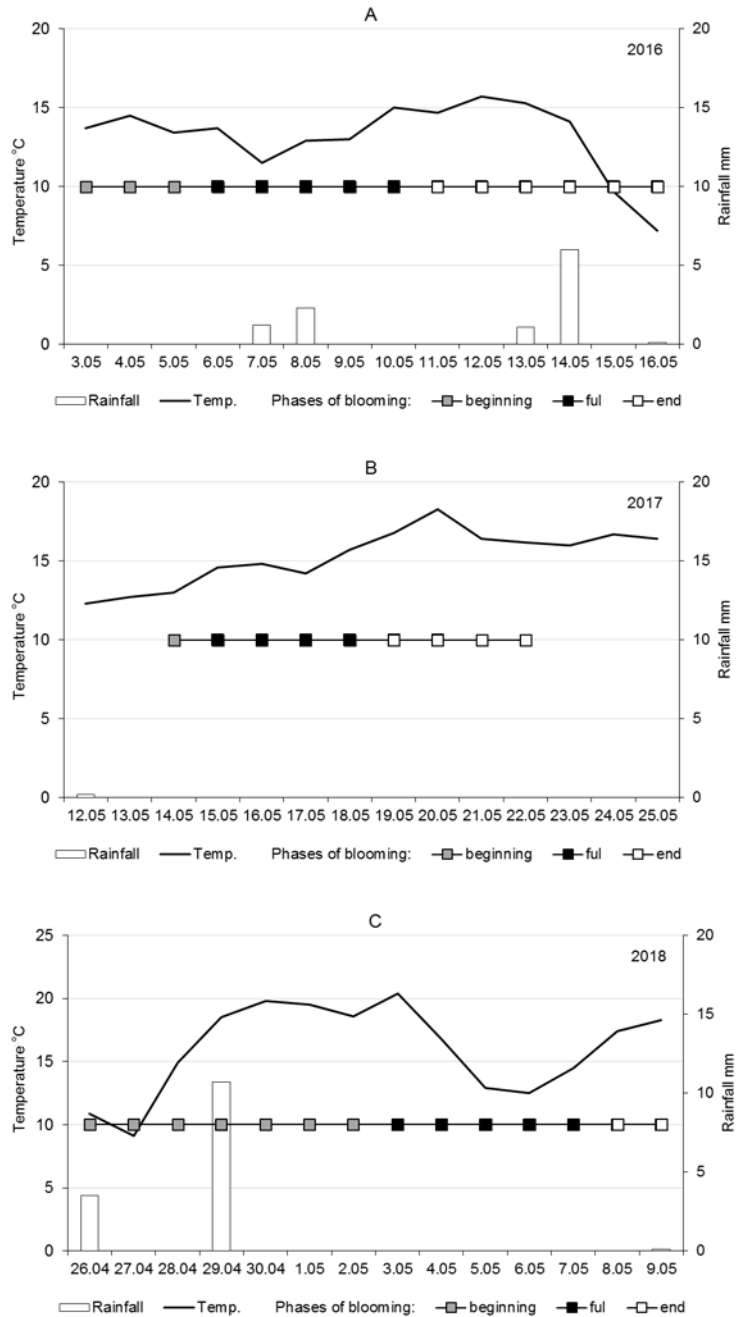 A
2016
20
15
10
5
0
Temperature °C
20
15
10
5
0
Rainfall mm
3.05 4.05 5.05 6.05 7.05 8.05 9.05 10.05 11.05 12.05 13.05 14.05 15.05 16.05
Rainfall Temp. Phases of blooming: beginning ful end
B
2017
20
15
10
5
0
Temperature °C
20
15
10
5
0
Rainfall mm
12.05 13.05 14.05 15.05 16.05 17.05 18.05 19.05 20.05 21.05 22.05 23.05 24.05 25.05
Rainfall Temp. Phases of blooming: beginning ful end
C
2018
25
20
15
10
5
0
Temperature °C
20
15
10
5
0
Rainfall mm
26.04 27.04 28.04 29.04 30.04 1.05 2.05 3.05 4.05 5.05 6.05 7.05 8.05 9.05
Rainfall Temp. Phases of blooming: beginning ful end